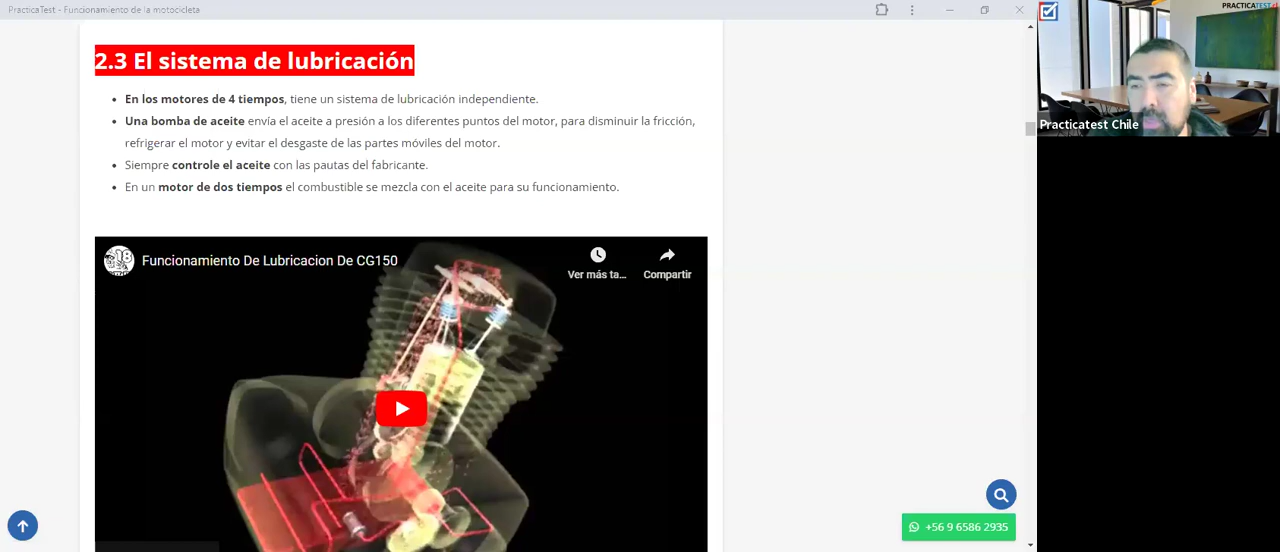 PracticaTest - Funcionamiento de la motocicleta
PRACTICATEST.cl
2.3 El sistema de lubricación
En los motores de 4 tiempos, tiene un sistema de lubricación independiente.
Una bomba de aceite envía el aceite a presión a los diferentes puntos del motor, para disminuir la fricción,
refrigerar el motor y evitar el desgaste de las partes móviles del motor.
Siempre controle el aceite con las pautas del fabricante.
En un motor de dos tiempos el combustible se mezcla con el aceite para su funcionamiento.
Practicatest Chile
Funcionamiento De Lubricacion De CG150
Ver más ta...
Compartir
+56 9 6586 2935